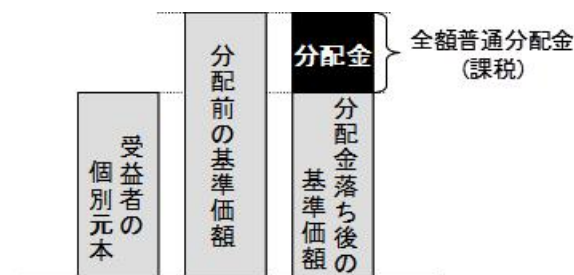 受益者の
個別元本
分配前の基準価額
分配金
分配金落ち後の
基準価額
全額普通分配金
(課税)